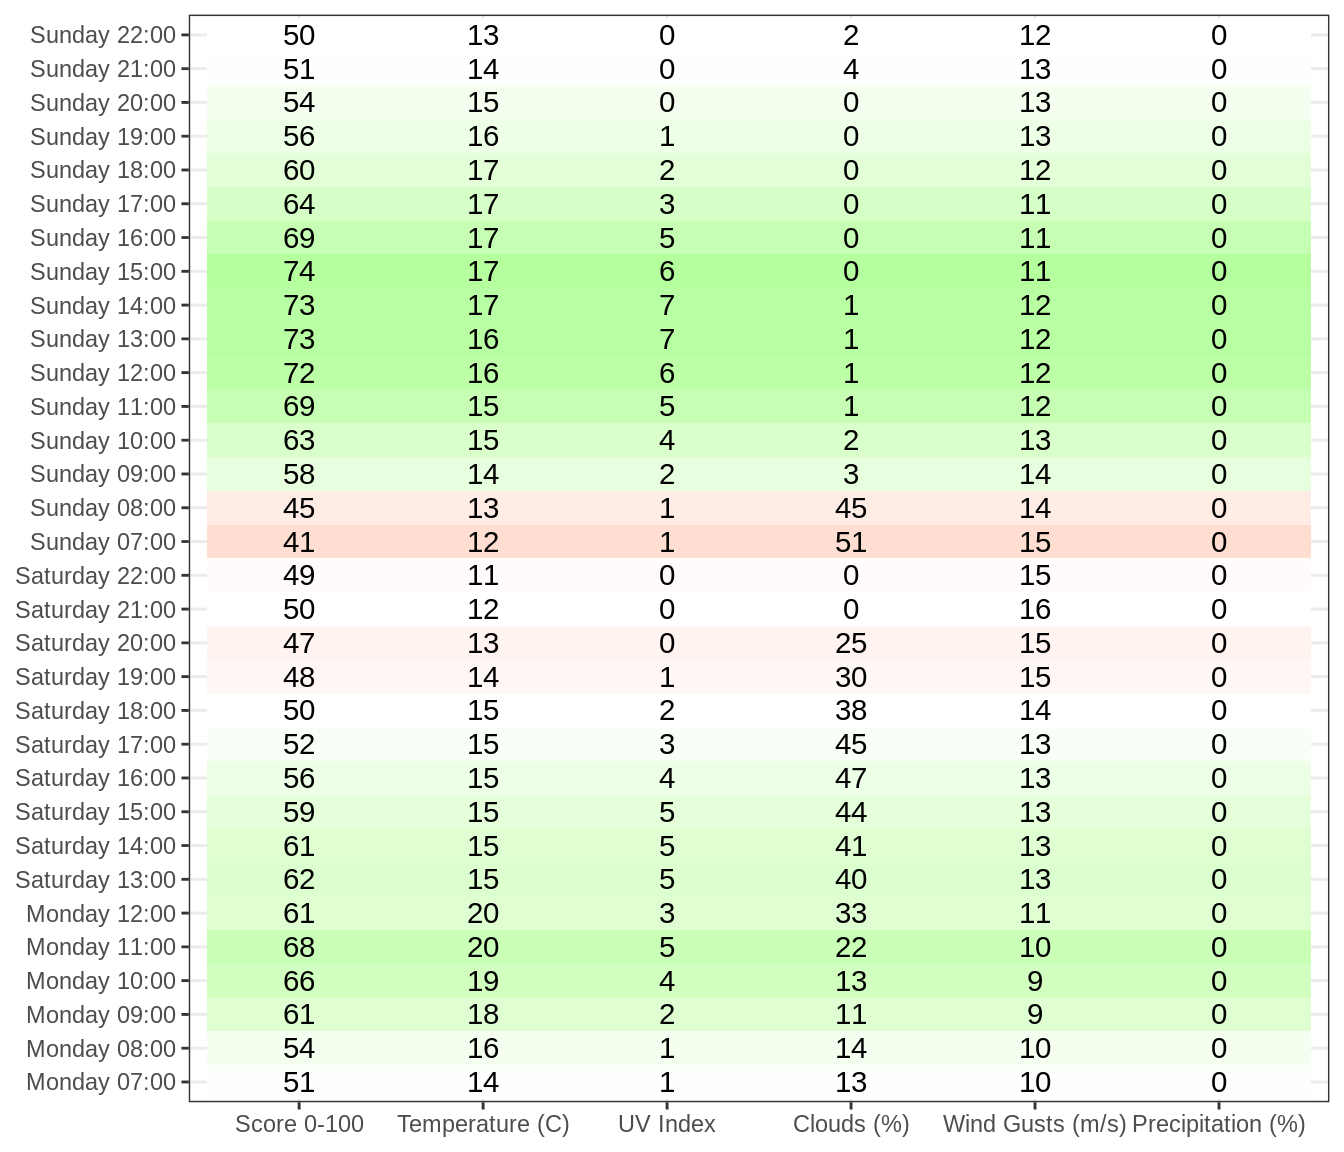 Sunday 22:00 50 13 0 2 12 0
Sunday 21:00 51 14 0 4 13 0
Sunday 20:00 54 15 0 0 13 0
Sunday 19:00 56 16 1 0 13 0
Sunday 18:00 60 17 2 0 12 0
Sunday 17:00 64 17 3 0 11 0
Sunday 16:00 69 17 5 0 11 0
Sunday 15:00 74 17 6 0 11 0
Sunday 14:00 73 17 7 1 12 0
Sunday 13:00 73 16 7 1 12 0
Sunday 12:00 72 16 6 1 12 0
Sunday 11:00 69 15 5 1 12 0
Sunday 10:00 63 15 4 2 13 0
Sunday 09:00 58 14 2 3 14 0
Sunday 08:00 45 13 1 45 14 0
Sunday 07:00 41 12 1 51 15 0
Saturday 22:00 49 11 0 0 15 0
Saturday 21:00 50 12 0 0 16 0
Saturday 20:00 47 13 0 25 15 0
Saturday 19:00 48 14 1 30 15 0
Saturday 18:00 50 15 2 38 14 0
Saturday 17:00 52 15 3 45 13 0
Saturday 16:00 56 15 4 47 13 0
Saturday 15:00 59 15 5 44 13 0
Saturday 14:00 61 15 5 41 13 0
Saturday 13:00 62 15 5 40 13 0
Monday 12:00 61 20 3 33 11 0
Monday 11:00 68 20 5 22 10 0
Monday 10:00 66 19 4 13 9 0
Monday 09:00 61 18 2 11 9 0
Monday 08:00 54 16 1 14 10 0
Monday 07:00 51 14 1 13 10 0
Score 0-100 Temperature (C) UV Index Clouds (%) Wind Gusts (m/s) Precipitation (%)